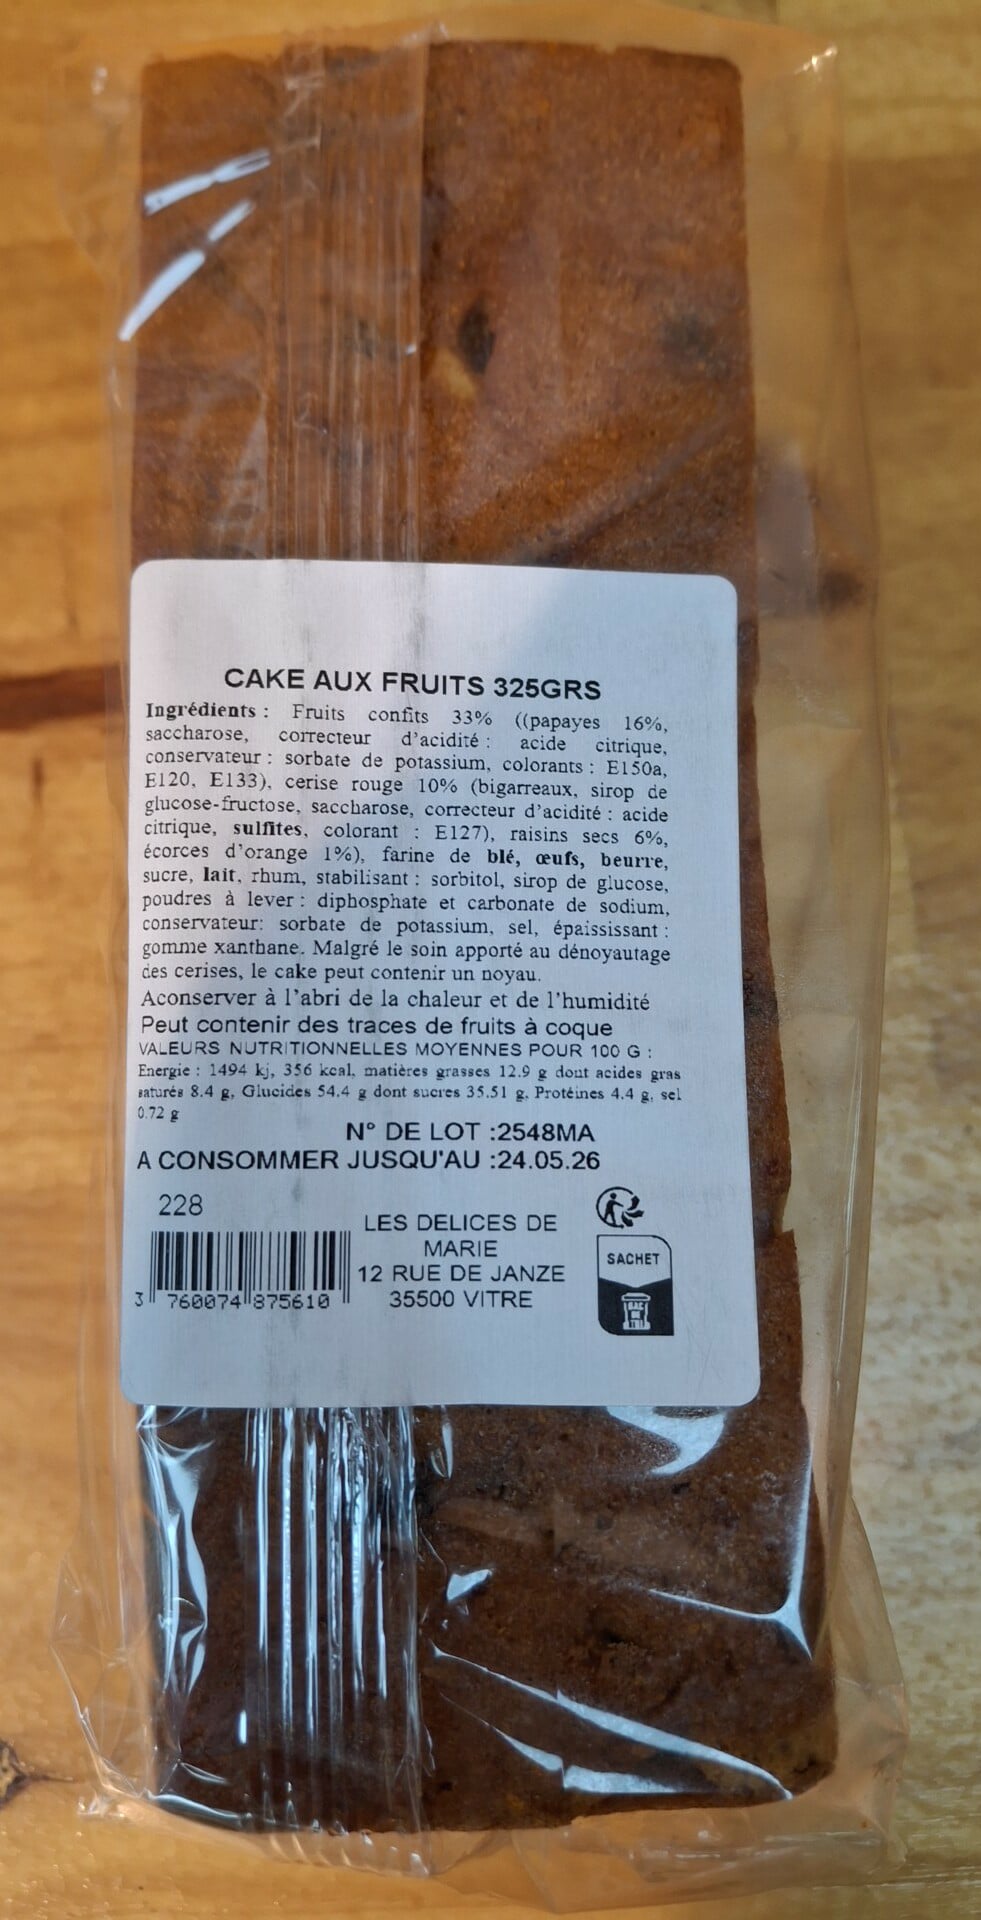 CAKE AUX FRUITS 325GRS
Ingrédients : Fruits confits 33% ((papayes 16%,
saccharose, correcteur d'acidité : acide citrique,
conservateur : sorbate de potassium, colorants : E150a,
E120, E133), cerise rouge 10% (bigarreaux, sirop de
glucose-fructose, saccharose, correcteur d'acidité : acide
citrique, sulfites, colorant : E127), raisins secs 6%,
écorces d'orange 1%), farine de blé, œufs, beurre,
sucre, lait, rhum, stabilisant : sorbitol, sirop de glucose,
poudres à lever : diphosphate et carbonate de sodium,
conservateur: sorbate de potassium, sel, épaississant :
gomme xanthane. Malgré le soin apporté au dénoyautage
des cerises, le cake peut contenir un noyau.
Aconserver à l'abri de la chaleur et de l'humidité
Peut contenir des traces de fruits à coque
VALEURS NUTRITIONNELLES MOYENNES POUR 100 G :
Energie : 1494 kj, 356 kcal, matières grasses 12.9 g dont acides gras
saturés 8.4 g, Glucides 54.4 g dont sucres 35.51 g, Protéines 4.4 g, sel
0.72 g
N° DE LOT :2548MA
A CONSOMMER JUSQU'AU :24.05.26
228
3 760074 875610
LES DELICES DE
MARIE
12 RUE DE JANZE
35500 VITRE
SACHET
BAC
DE
TRI